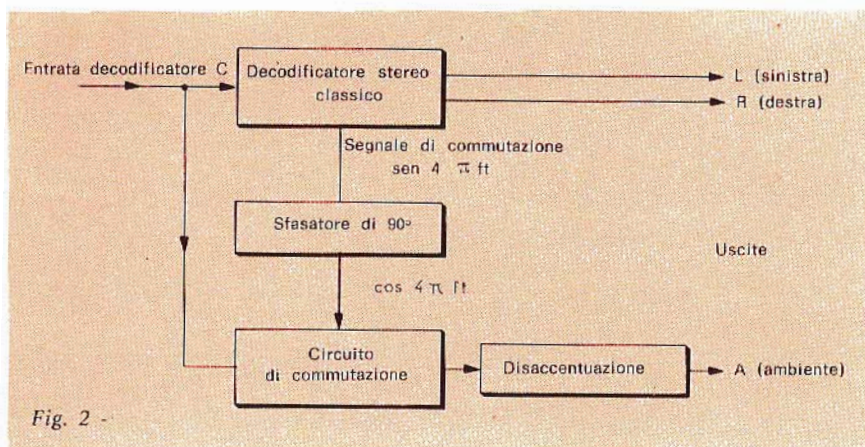 Entrata decodificatore C
Decodificatore stereo
classico
L (sinistra)
R (destra)
Segnale di commutazione
sen 4 π ft
Sfasatore di 90°
Uscite
cos 4 π ft
Circuito
di commutazione
Disaccentuazione
A (ambiente)
Fig. 2 -